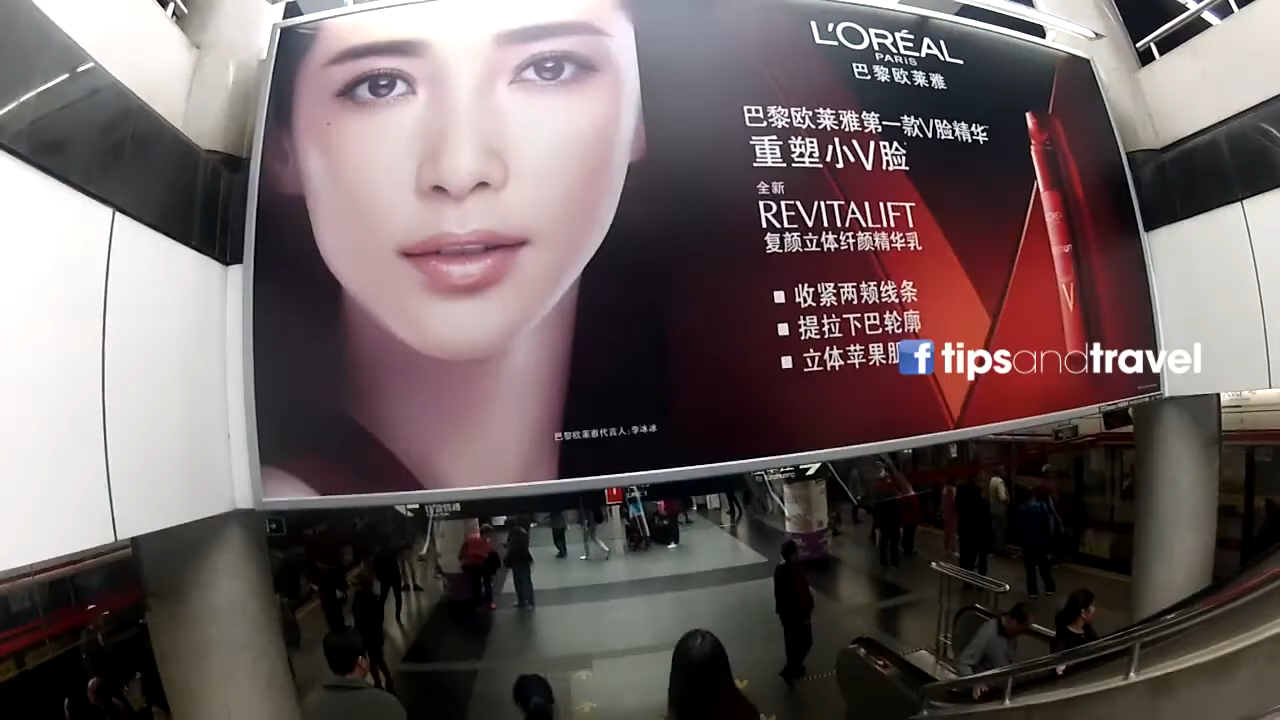 L'ORÉAL
PARIS
巴黎欧莱雅
巴黎欧莱雅第一款V脸精华
重塑小V脸
全新
REVITALIFT
复颜立体纤颜精华乳
收紧两颊线条
提拉下巴轮廓
立体苹果肌
V
f tipsandtravel
巴黎欧莱雅代言人:李冰冰